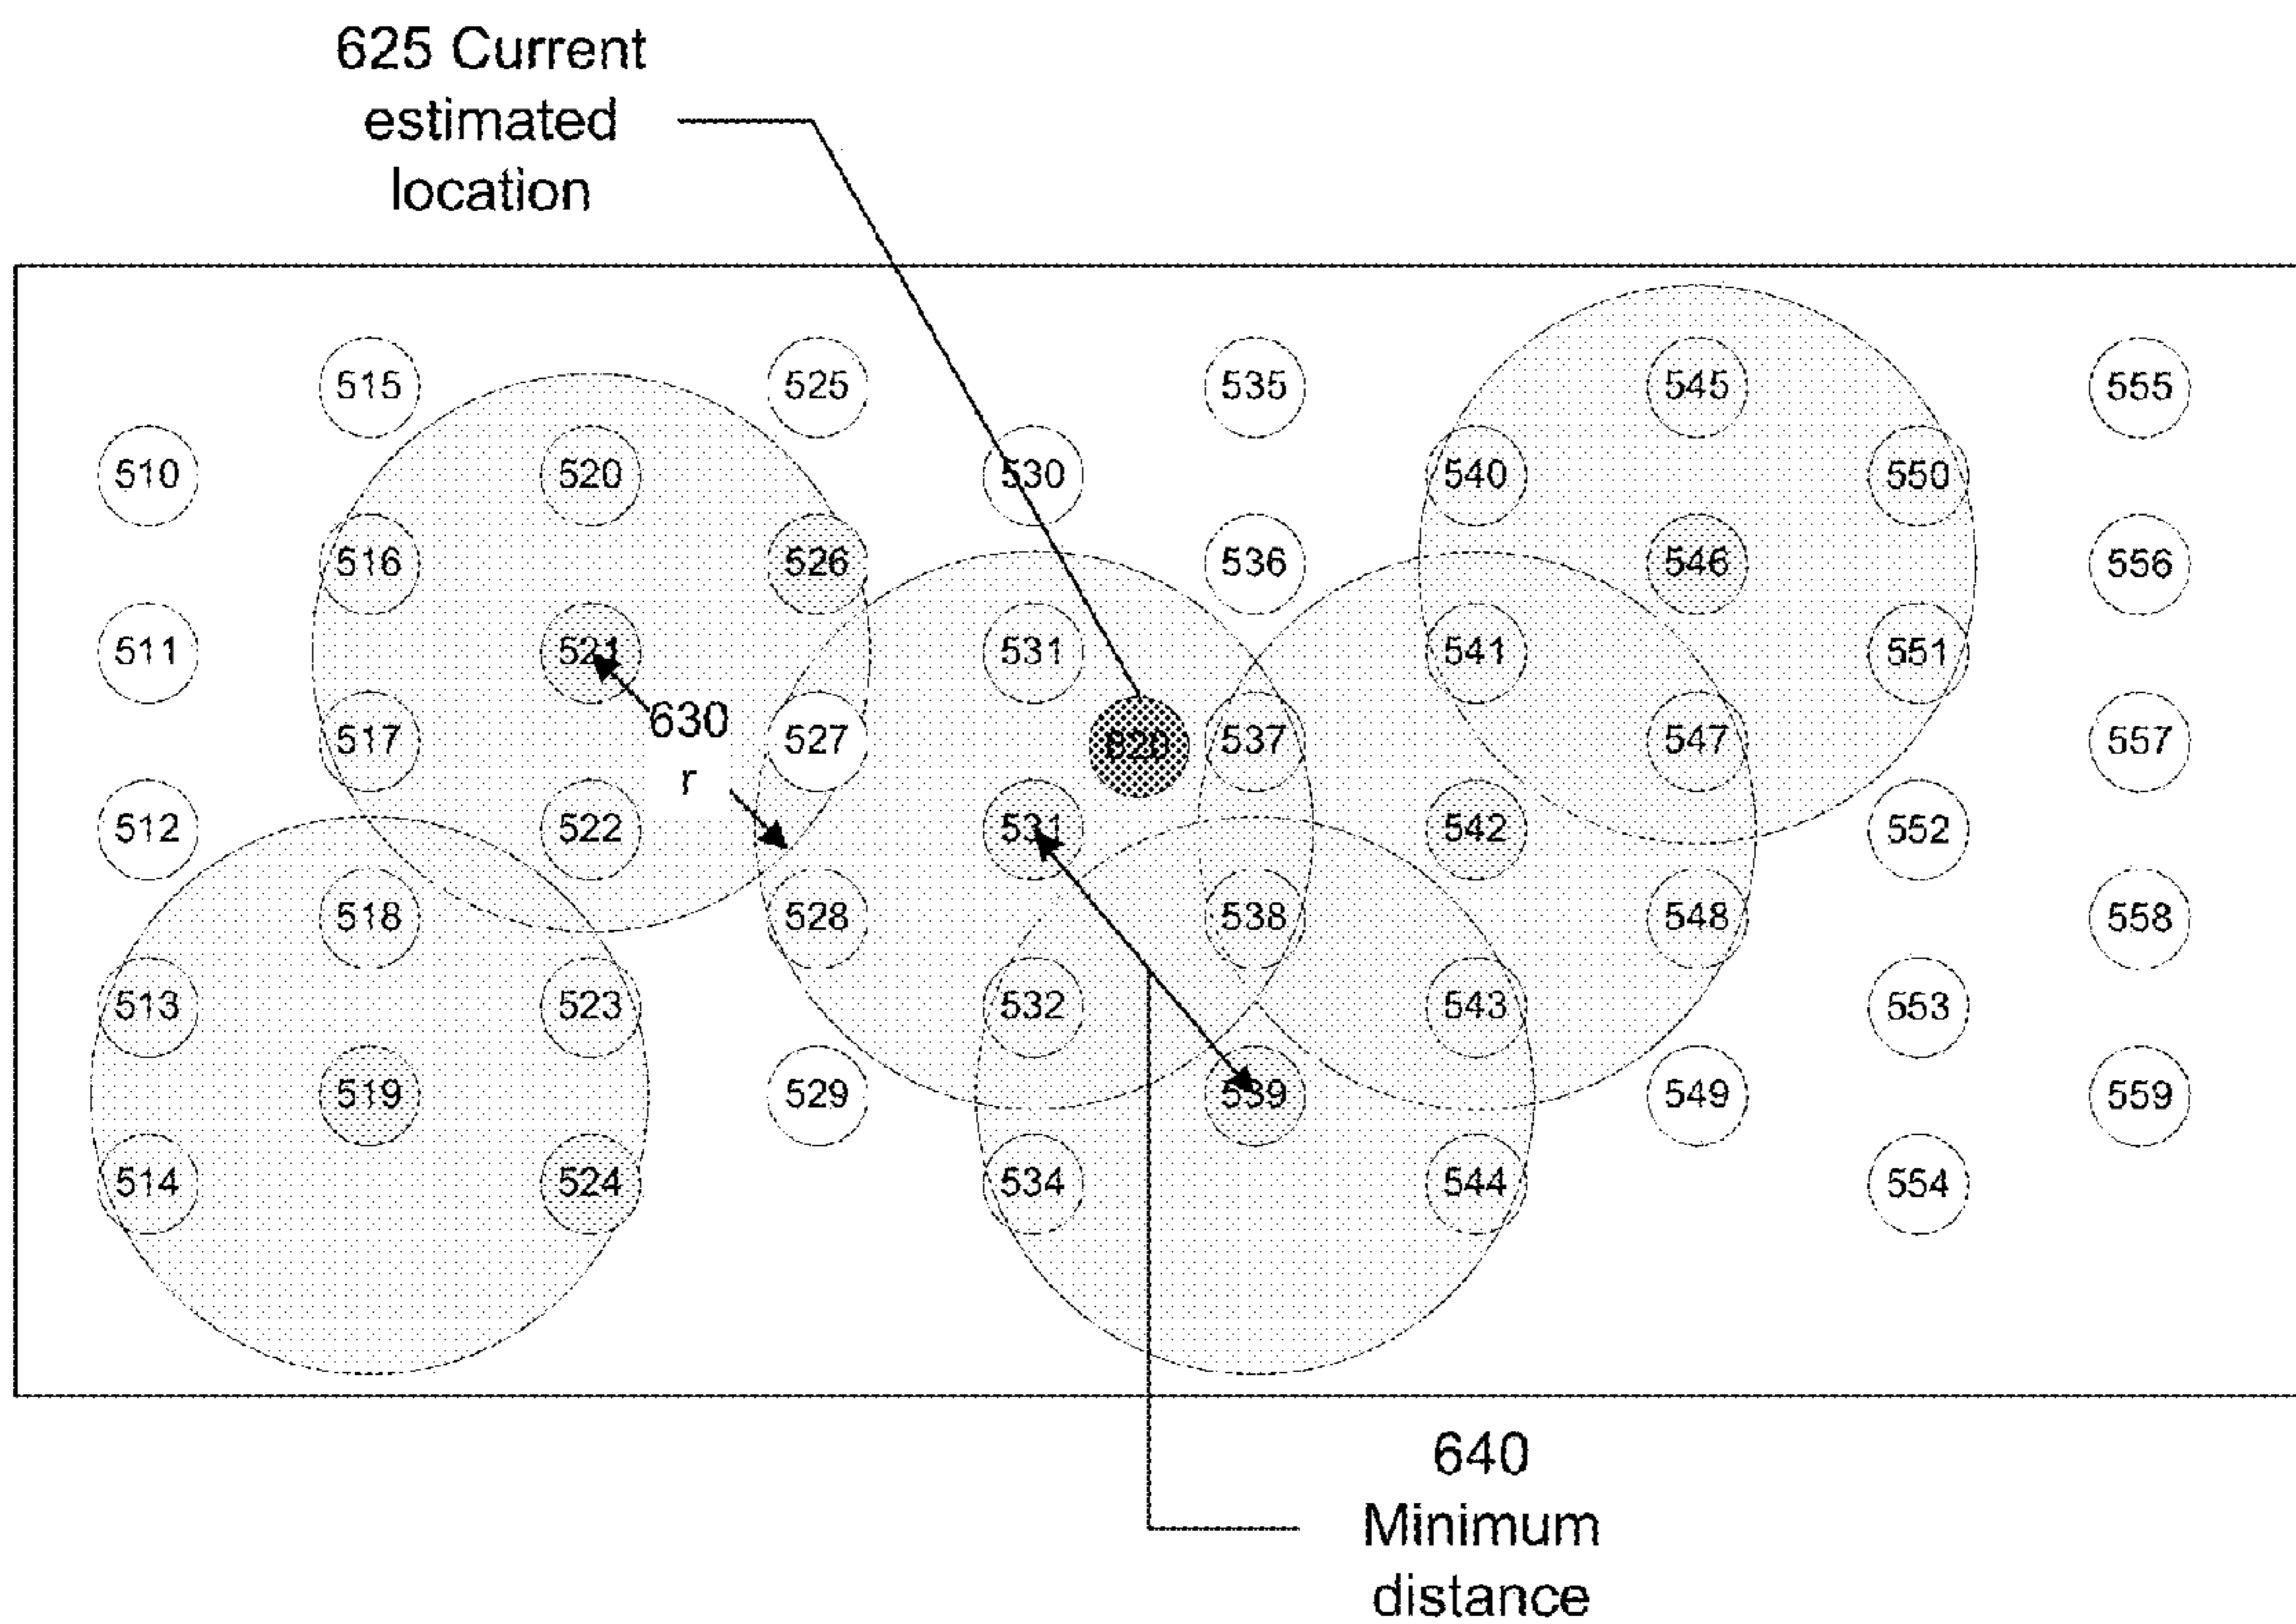 625 Current
estimated
location
515 525 535 545 555
510 520 530 540 550
516 526 536 546 556
511 521 531 541 551
517 630 527 620 537 547 557
r
512 522 531 542 552
518 528 538 548 558
513 523 532 543 553
519 529 539 549 559
514 524 534 544 554
640
Minimum
distance